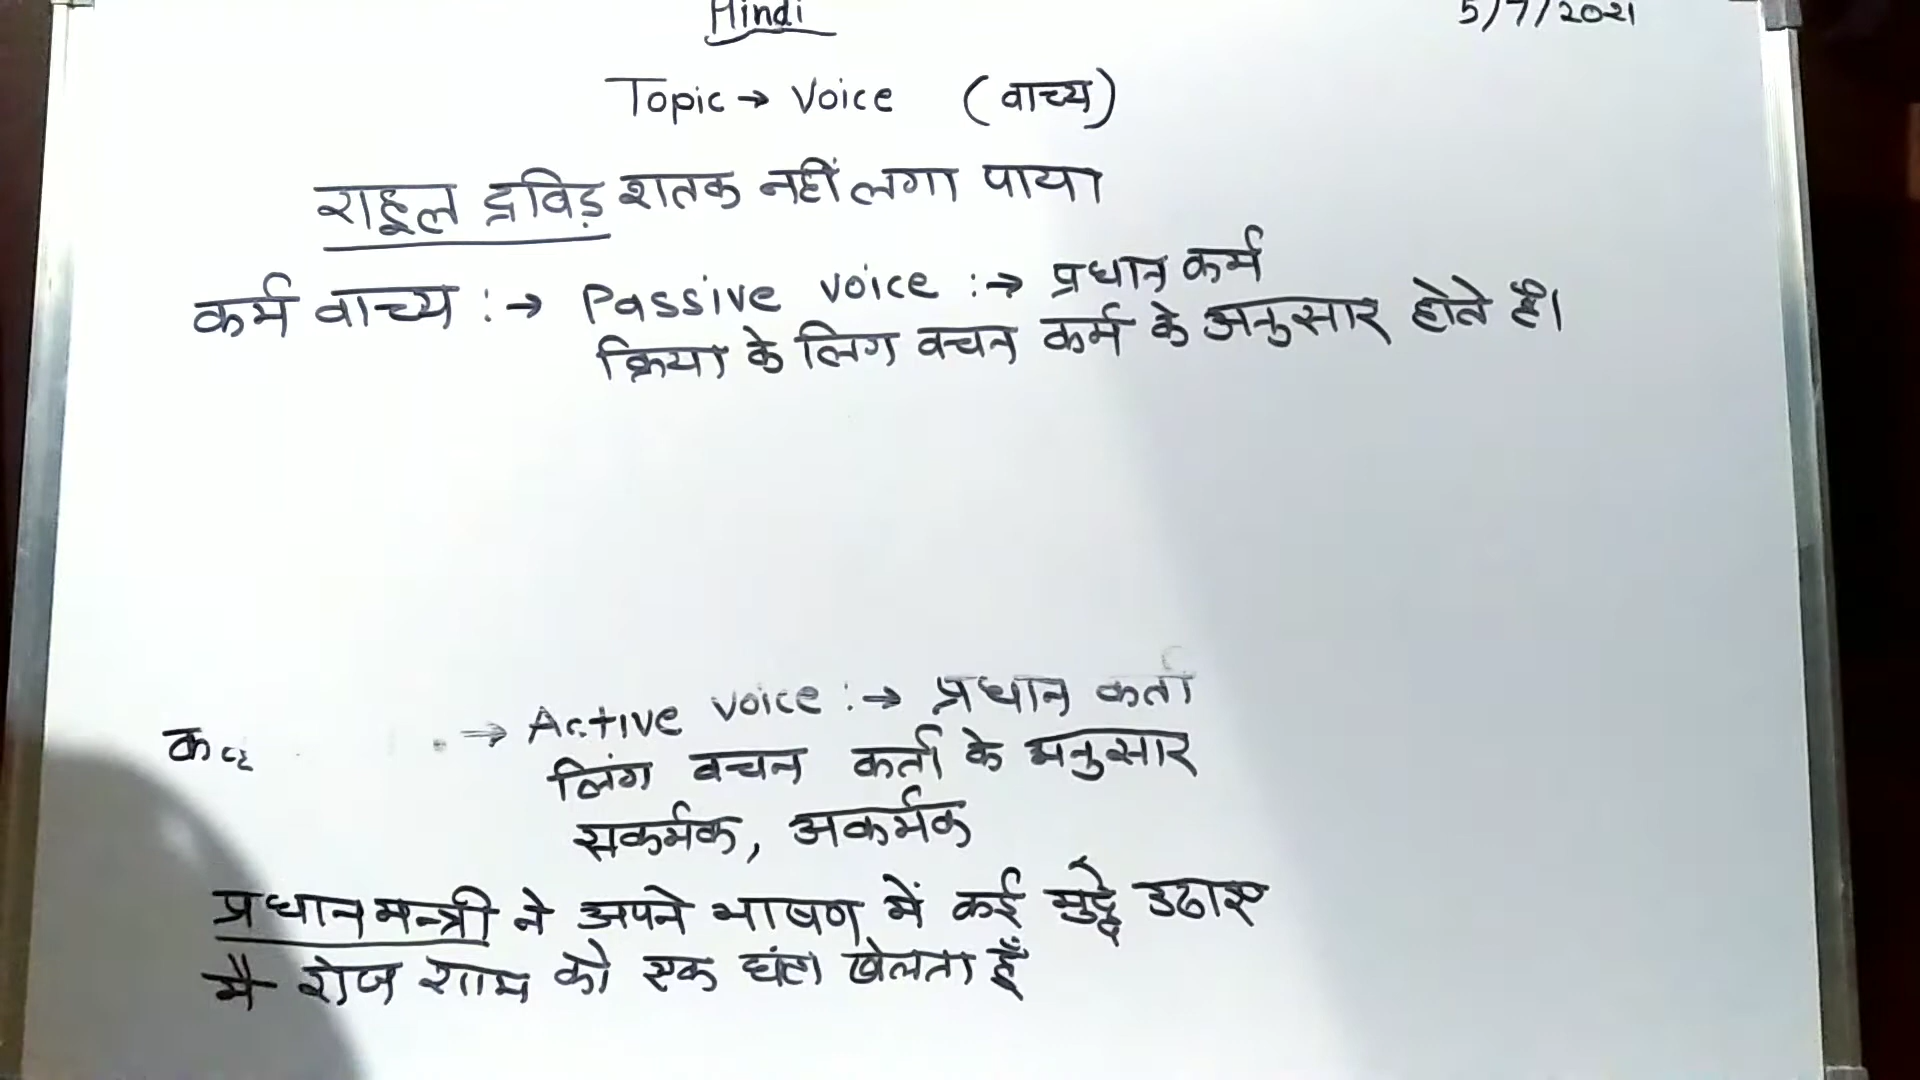 Hindi
5/7/2021
Topic → Voice (वाच्य)
राहूल द्रविड़ शतक नहीं लगा पाया
कर्म वाच्य :→ Passive voice :→ प्रधान कर्म
क्रिया के लिंग वचन कर्म के अनुसार होते हैं।
→ Active voice :→ प्रधान कर्ता
लिंग वचन कर्ता के अनुसार
सकर्मक, अकर्मक
प्रधानमन्त्री ने अपने भाषण में कई मुद्दे उठाए
मै रोज शाम को एक घंटा खेलता हूँ